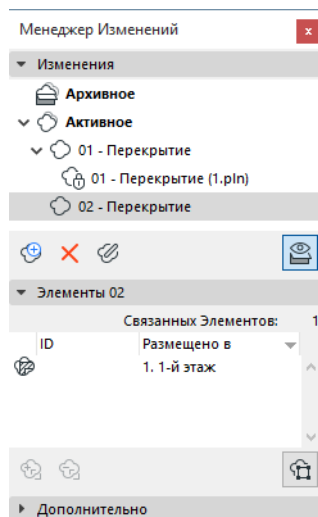 Менеджер Изменений
x
Изменения
Архивное
Активное
01 - Перекрытие
01 - Перекрытие (1.pln)
02 - Перекрытие
Элементы 02
Связанных Элементов: 1
ID Размещено в
1. 1-й этаж
Дополнительно